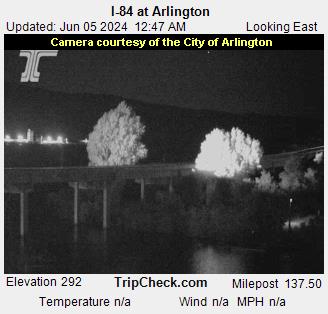 I-84 at Arlington
Updated: Jun 05 2024 12:47 AM Looking East
Camera courtesy of the City of Arlington
Elevation 292 TripCheck.com Milepost 137.50
Temperature n/a Wind n/a MPH n/a